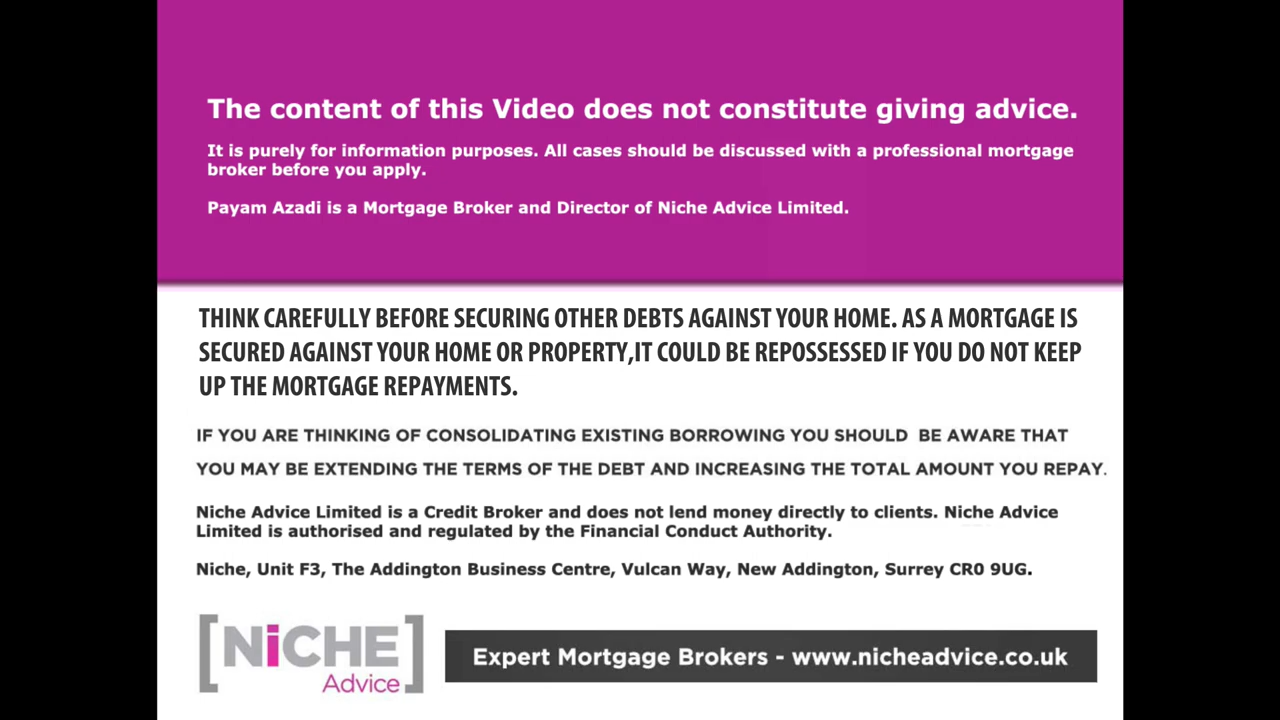 The content of this Video does not constitute giving advice.
It is purely for information purposes. All cases should be discussed with a professional mortgage
broker before you apply.
Payam Azadi is a Mortgage Broker and Director of Niche Advice Limited.
THINK CAREFULLY BEFORE SECURING OTHER DEBTS AGAINST YOUR HOME. AS A MORTGAGE IS
SECURED AGAINST YOUR HOME OR PROPERTY,IT COULD BE REPOSSESSED IF YOU DO NOT KEEP
UP THE MORTGAGE REPAYMENTS.
IF YOU ARE THINKING OF CONSOLIDATING EXISTING BORROWING YOU SHOULD  BE AWARE THAT
YOU MAY BE EXTENDING THE TERMS OF THE DEBT AND INCREASING THE TOTAL AMOUNT YOU REPAY.
Niche Advice Limited is a Credit Broker and does not lend money directly to clients. Niche Advice
Limited is authorised and regulated by the Financial Conduct Authority.
Niche, Unit F3, The Addington Business Centre, Vulcan Way, New Addington, Surrey CR0 9UG.
[NiCHE
Advice]
Expert Mortgage Brokers - www.nicheadvice.co.uk